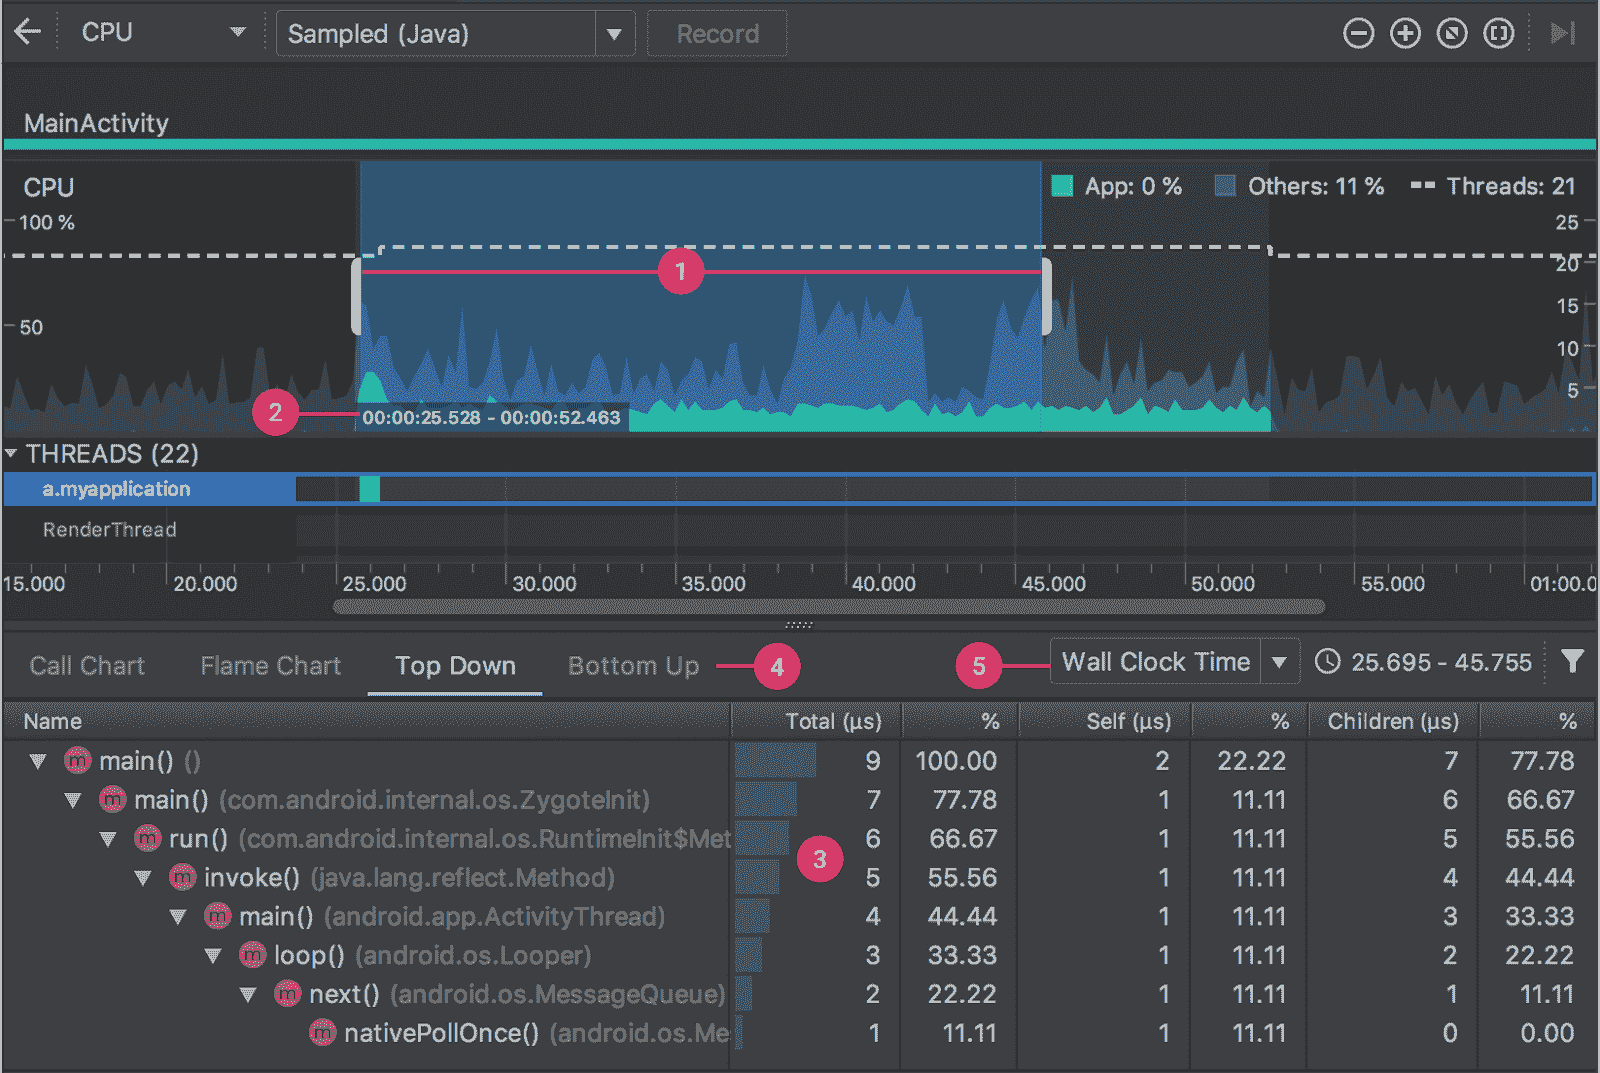 CPU Sampled (Java) Record
MainActivity
CPU App: 0 % Others: 11 % Threads: 21
100 % 25
20
1
15
50
10
5
2 00:00:25.528 - 00:00:52.463
THREADS (22)
a.myapplication
RenderThread
15.000 20.000 25.000 30.000 35.000 40.000 45.000 50.000 55.000 01:00.0
Call Chart Flame Chart Top Down Bottom Up 4 5 Wall Clock Time 25.695 - 45.755
Name Total (µs) % Self (µs) % Children (µs) %
m main() () 9 100.00 2 22.22 7 77.78
m main() (com.android.internal.os.ZygoteInit) 7 77.78 1 11.11 6 66.67
m run() (com.android.internal.os.RuntimeInit$Met 6 66.67 1 11.11 5 55.56
3
m invoke() (java.lang.reflect.Method) 5 55.56 1 11.11 4 44.44
m main() (android.app.ActivityThread) 4 44.44 1 11.11 3 33.33
m loop() (android.os.Looper) 3 33.33 1 11.11 2 22.22
m next() (android.os.MessageQueue) 2 22.22 1 11.11 1 11.11
m nativePollOnce() (android.os.Me 1 11.11 1 11.11 0 0.00